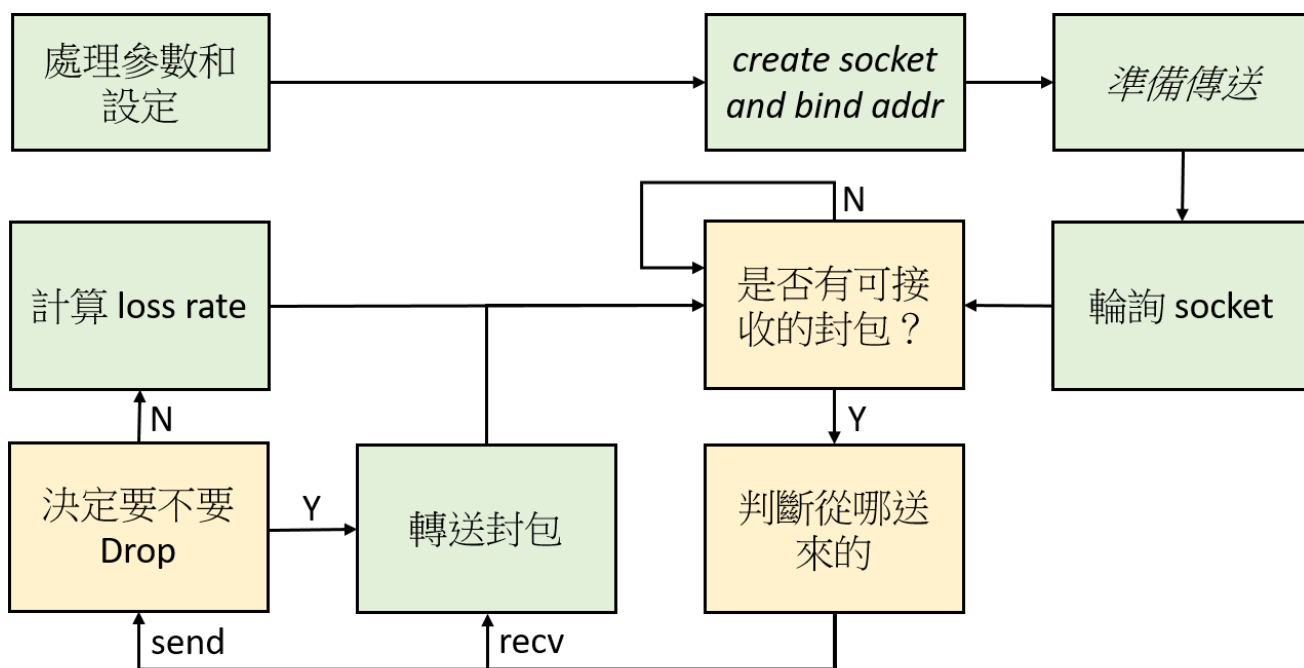 處理參數和
設定
create socket
and bind addr
準備傳送
N
計算 loss rate
是否有可接
收的封包？
輪詢 socket
N
Y
決定要不要
Drop
Y
轉送封包
判斷從哪送
來的
send
recv